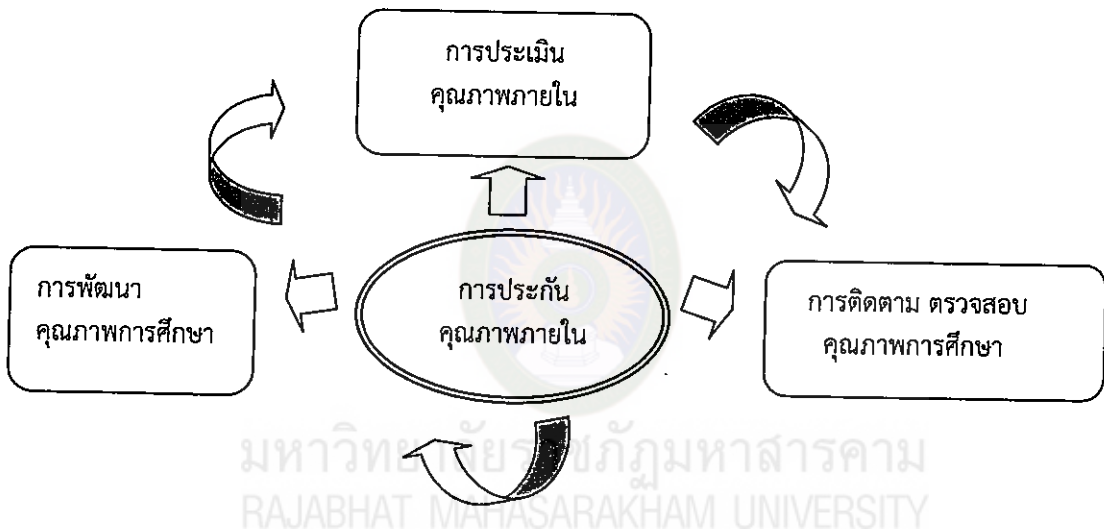 การประเมิน
คุณภาพภายใน
การพัฒนา
คุณภาพการศึกษา
การประกัน
คุณภาพภายใน
การติดตาม ตรวจสอบ
คุณภาพการศึกษา
มหาวิทยาลัยราชภัฏมหาสารคาม
RAJABHAT MAHASARAKHAM UNIVERSITY